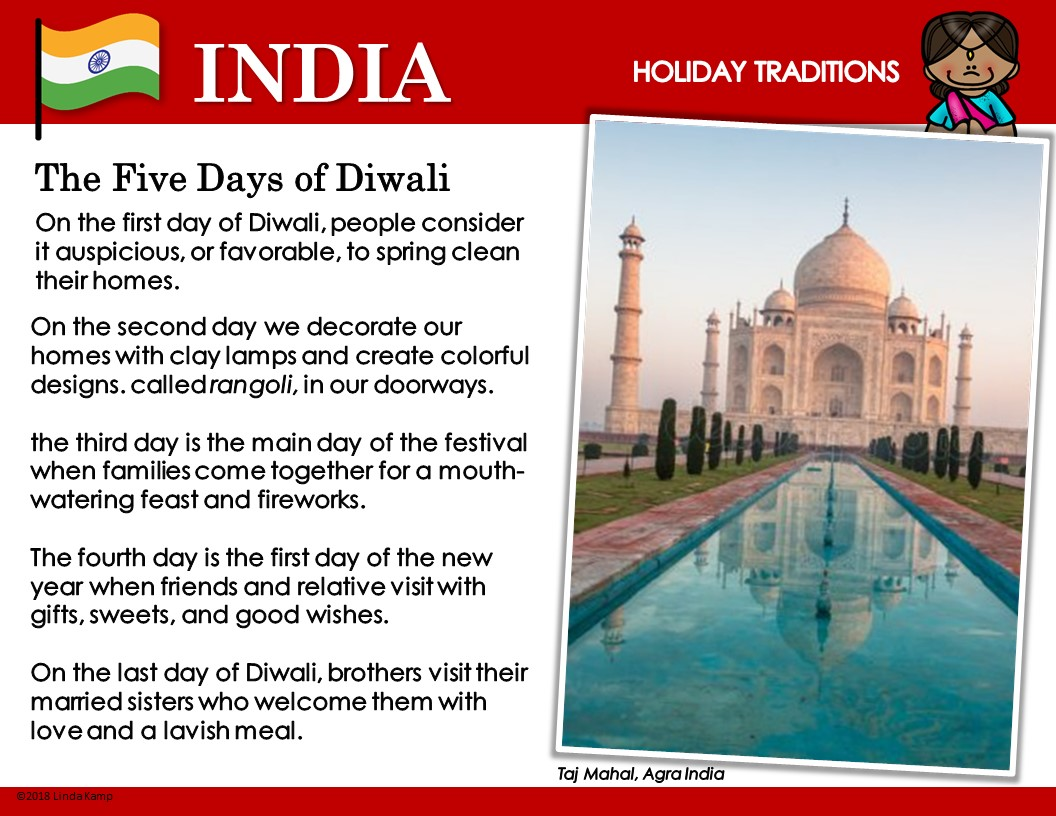 INDIA
HOLIDAY TRADITIONS
The Five Days of Diwali
On the first day of Diwali, people consider
it auspicious, or favorable, to spring clean
their homes.
On the second day we decorate our
homes with clay lamps and create colorful
designs. called rangoli, in our doorways.
the third day is the main day of the festival
when families come together for a mouth-
watering feast and fireworks.
The fourth day is the first day of the new
year when friends and relative visit with
gifts, sweets, and good wishes.
On the last day of Diwali, brothers visit their
married sisters who welcome them with
love and a lavish meal.
Taj Mahal, Agra India
©2018 Linda Kamp